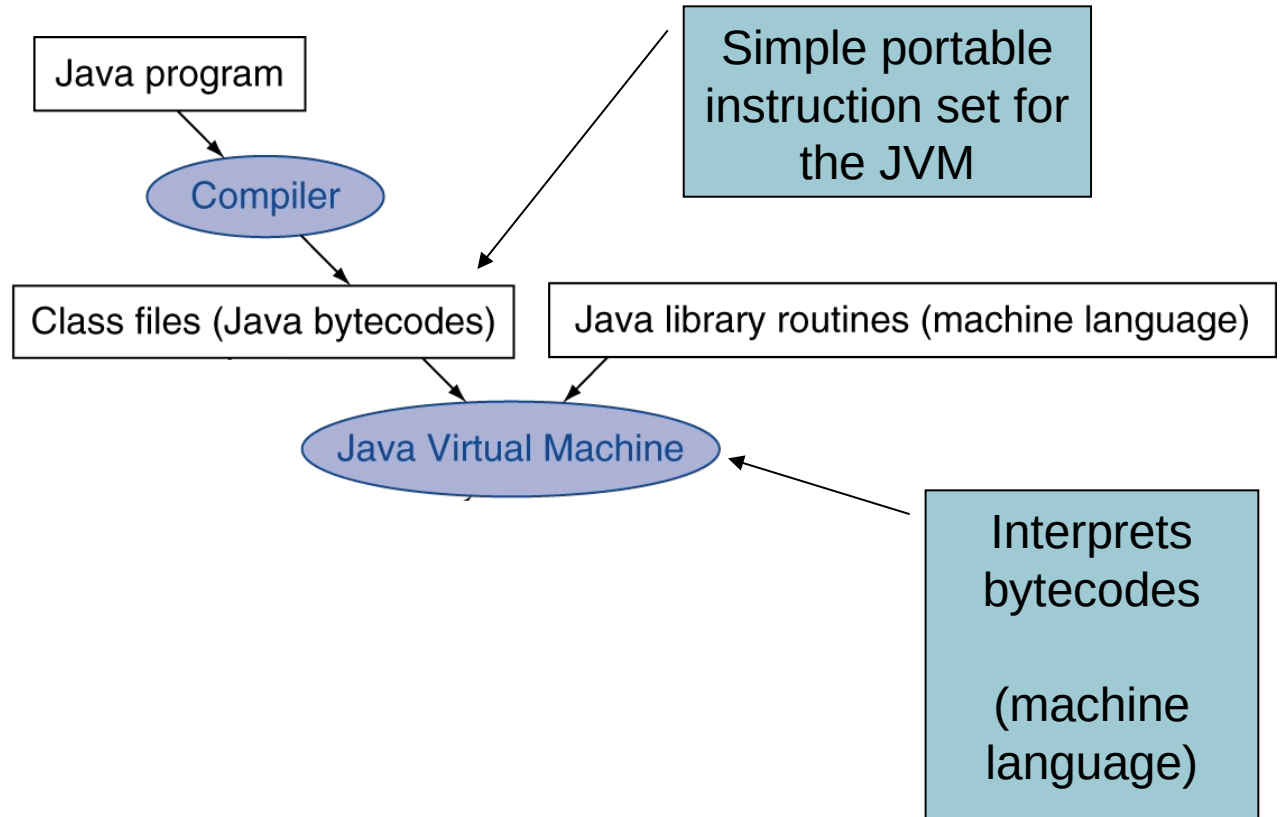 Java program
Simple portable
instruction set for
the JVM
Compiler
Class files (Java bytecodes)
Java library routines (machine language)
Java Virtual Machine
Interprets
bytecodes
(machine
language)